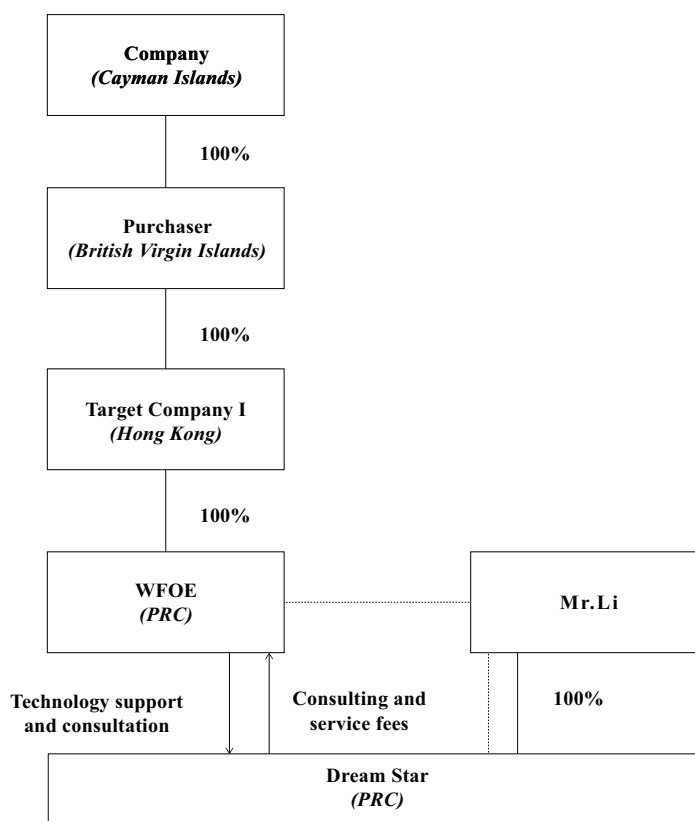 Company
(Cayman Islands)
100%
Purchaser
(British Virgin Islands)
100%
Target Company I
(Hong Kong)
100%
WFOE
(PRC)
Mr.Li
Technology support
and consultation
Consulting and
service fees
100%
Dream Star
(PRC)